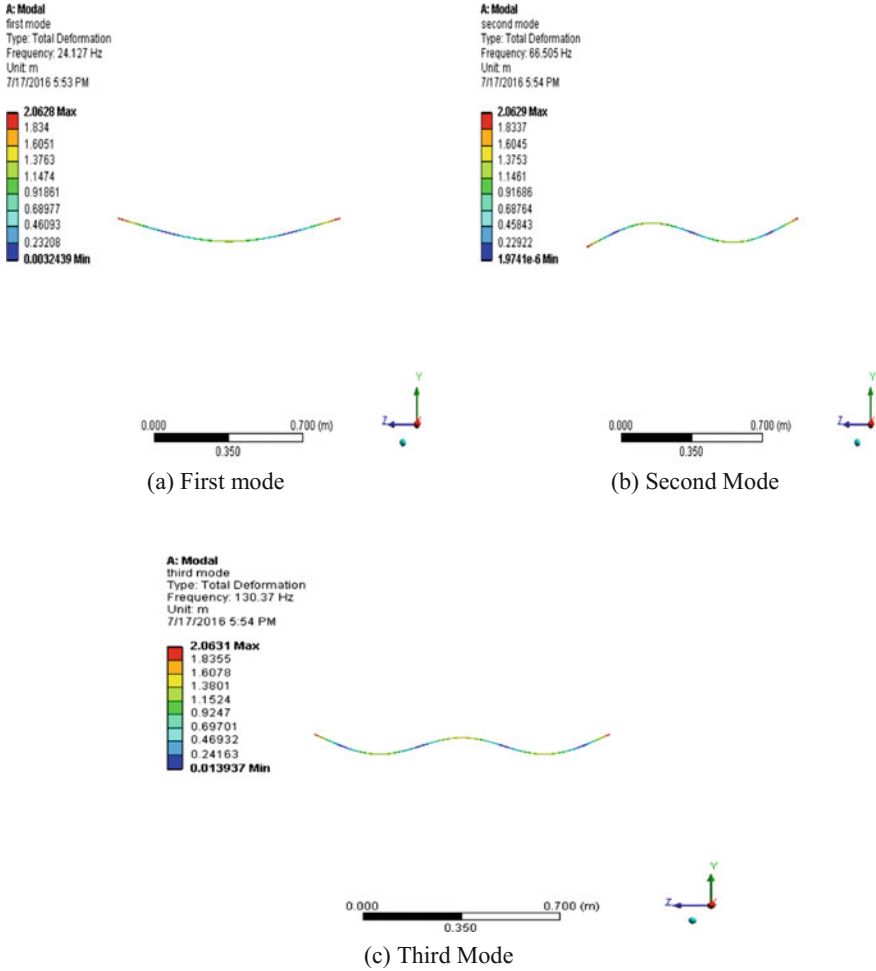 A: Modal
first mode
Type: Total Deformation
Frequency: 24.127 Hz
Unit: m
7/17/2016 5:53 PM
2.0628 Max
1.834
1.6051
1.3763
1.1474
0.91861
0.68977
0.46093
0.23208
0.0032439 Min
Y
Z
0.000
0.700 (m)
0.350
(a) First mode
A: Modal
second mode
Type: Total Deformation
Frequency: 66.505 Hz
Unit: m
7/17/2016 5:54 PM
2.0629 Max
1.8337
1.6045
1.3753
1.1461
0.91686
0.68764
0.45843
0.22922
1.9741e-6 Min
Y
Z
0.000
0.700 (m)
0.350
(b) Second Mode
A: Modal
third mode
Type: Total Deformation
Frequency: 130.37 Hz
Unit: m
7/17/2016 5:54 PM
2.0631 Max
1.8355
1.6078
1.3801
1.1524
0.9247
0.69701
0.46932
0.24163
0.013937 Min
Y
Z
0.000
0.700 (m)
0.350
(c) Third Mode